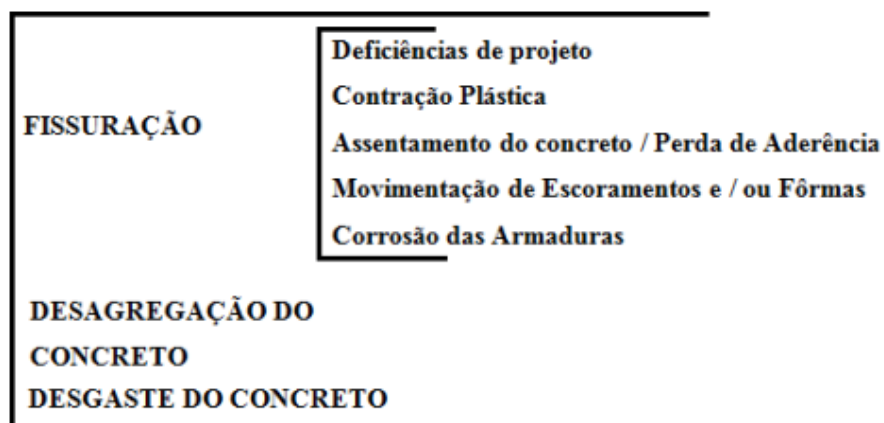 FISSURAÇÃO
Deficiências de projeto
Contração Plástica
Assentamento do concreto / Perda de Aderência
Movimentação de Escoramentos e / ou Fôrmas
Corrosão das Armaduras
DESAGREGAÇÃO DO
CONCRETO
DESGASTE DO CONCRETO